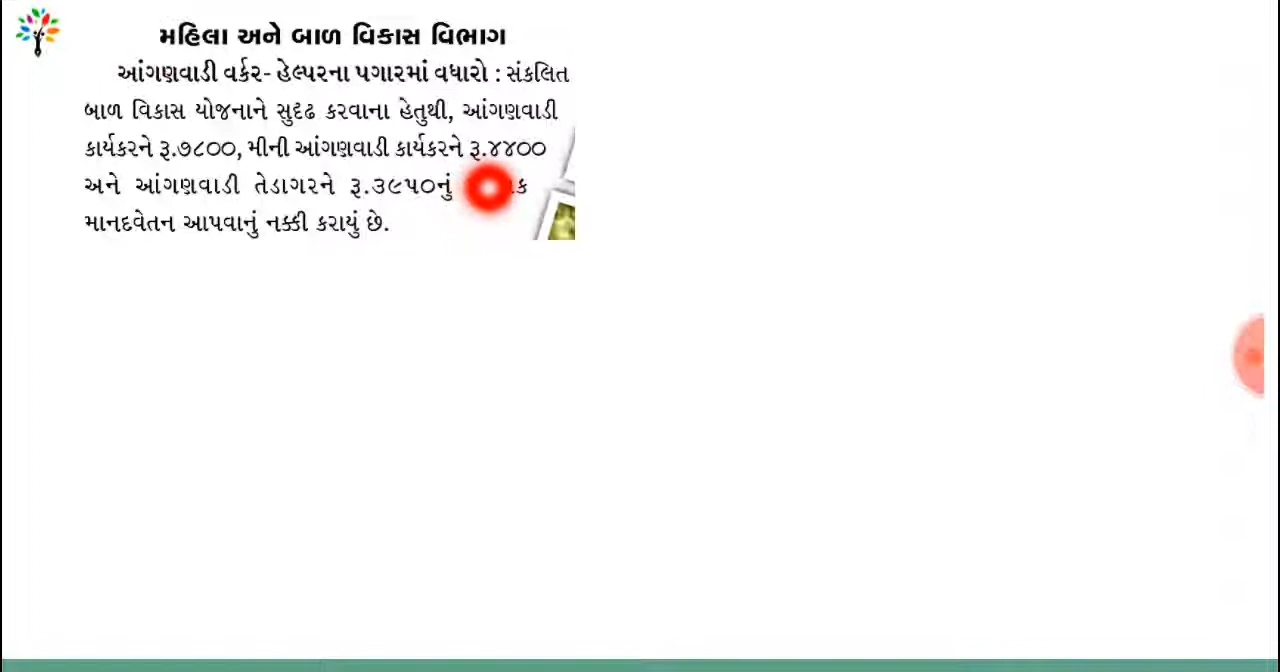 મહિલા અને બાળ વિકાસ વિભાગ
આંગણવાડી વર્કર- હેલ્પરના પગારમાં વધારો : સંકલિત
બાળ વિકાસ યોજનાને સુદૃઢ કરવાના હેતુથી, આંગણવાડી
કાર્યકરને રૂ.૭૮૦૦, મીની આંગણવાડી કાર્યકરને રૂ.૪૪૦૦
અને આંગણવાડી તેડાગરને રૂ.૩૯૫૦નું
માનદવેતન આપવાનું નક્કી કરાયું છે.